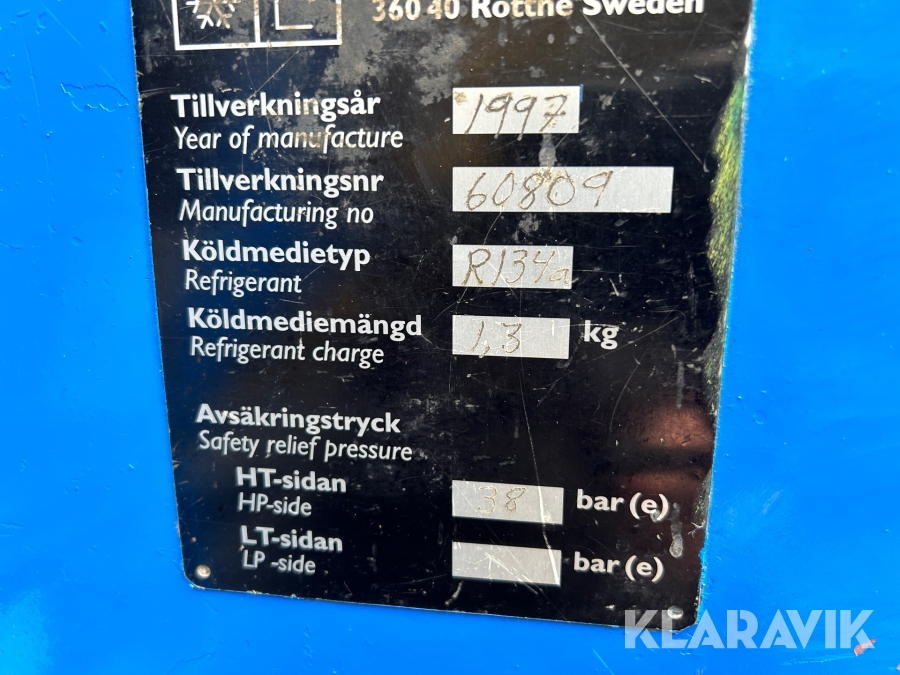 360 40 Rottne Sweden
Tillverkningsår 1997
Year of manufacture
Tillverkningsnr 60809
Manufacturing no
Köldmedietyp R134a
Refrigerant
Köldmediemängd 1,3 kg
Refrigerant charge
Avsäkringstryck
Safety relief pressure
HT-sidan 38 bar (e)
HP-side
LT-sidan bar (e)
LP -side
KLARAVIK